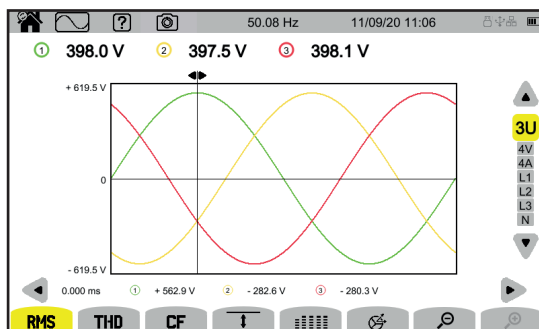 ? 50.08 Hz 11/09/20 11:06
1 398.0 V 2 397.5 V 3 398.1 V
+ 619.5 V
0
- 619.5 V
3U
4V
4A
L1
L2
L3
N
0.000 ms 1 + 562.9 V 2 - 282.6 V 3 - 280.3 V
RMS THD CF